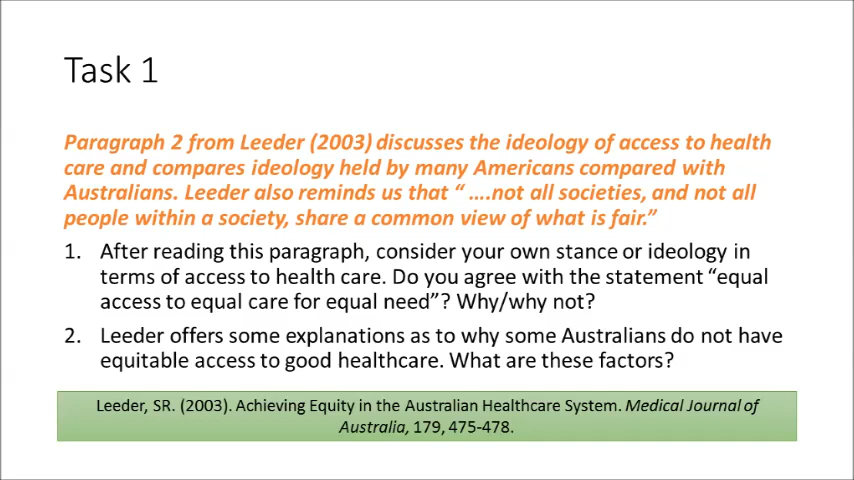 Task 1
Paragraph 2 from Leeder (2003) discusses the ideology of access to health
care and compares ideology held by many Americans compared with
Australians. Leeder also reminds us that “ ….not all societies, and not all
people within a society, share a common view of what is fair.”
1. After reading this paragraph, consider your own stance or ideology in
terms of access to health care. Do you agree with the statement “equal
access to equal care for equal need”? Why/why not?
2. Leeder offers some explanations as to why some Australians do not have
equitable access to good healthcare. What are these factors?
Leeder, SR. (2003). Achieving Equity in the Australian Healthcare System. Medical Journal of
Australia, 179, 475-478.